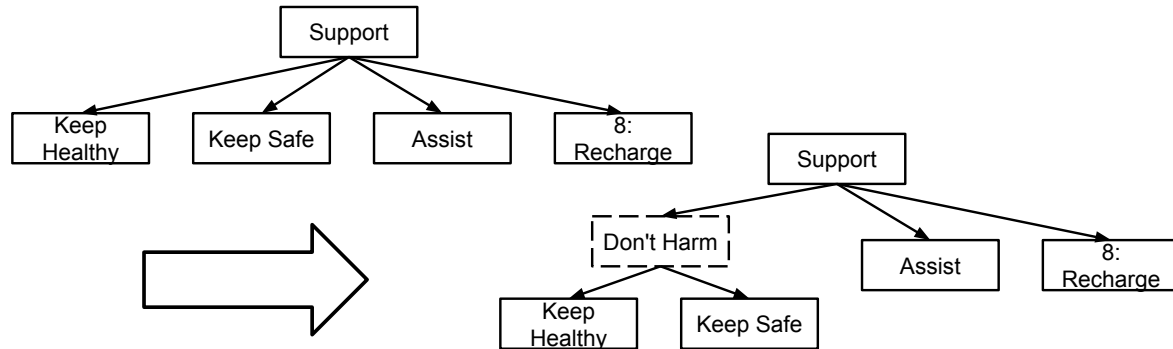 Support
Keep
Healthy
Keep Safe
Assist
8:
Recharge
Support
Don't Harm
Assist
8:
Recharge
Keep
Healthy
Keep Safe